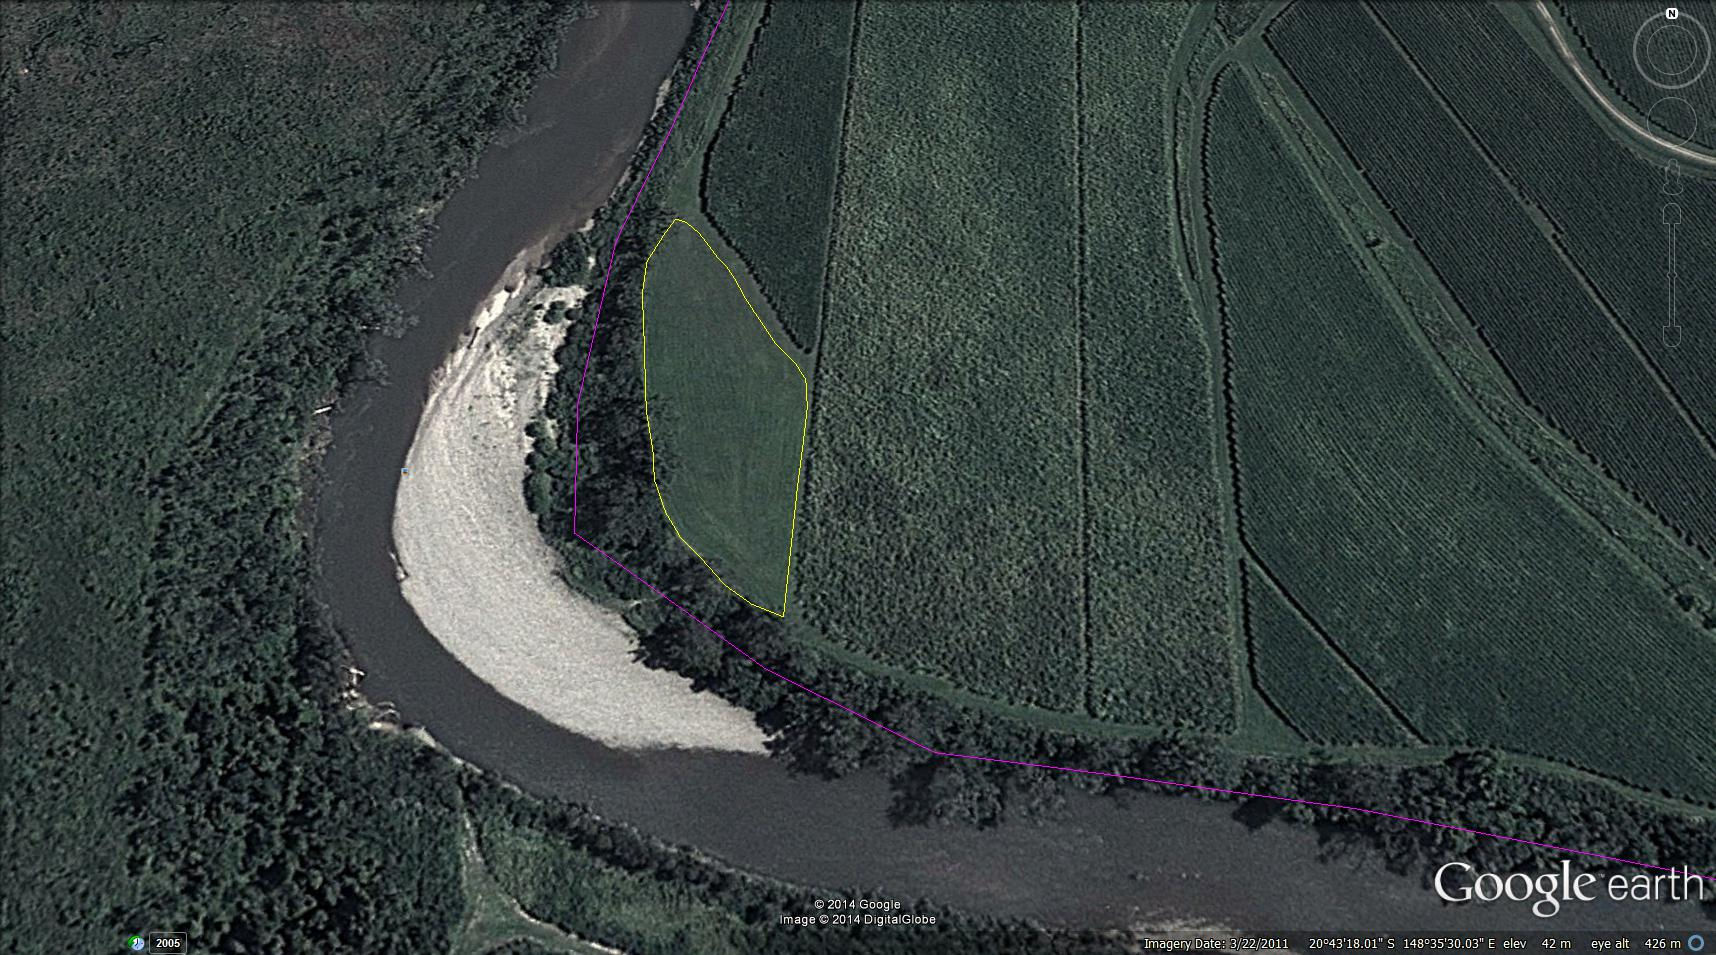 N
Google earth
© 2014 Google
Image © 2014 DigitalGlobe
2005
Imagery Date: 3/22/2011 20°43'18.01" S 148°35'30.03" E elev 42 m eye alt 426 m